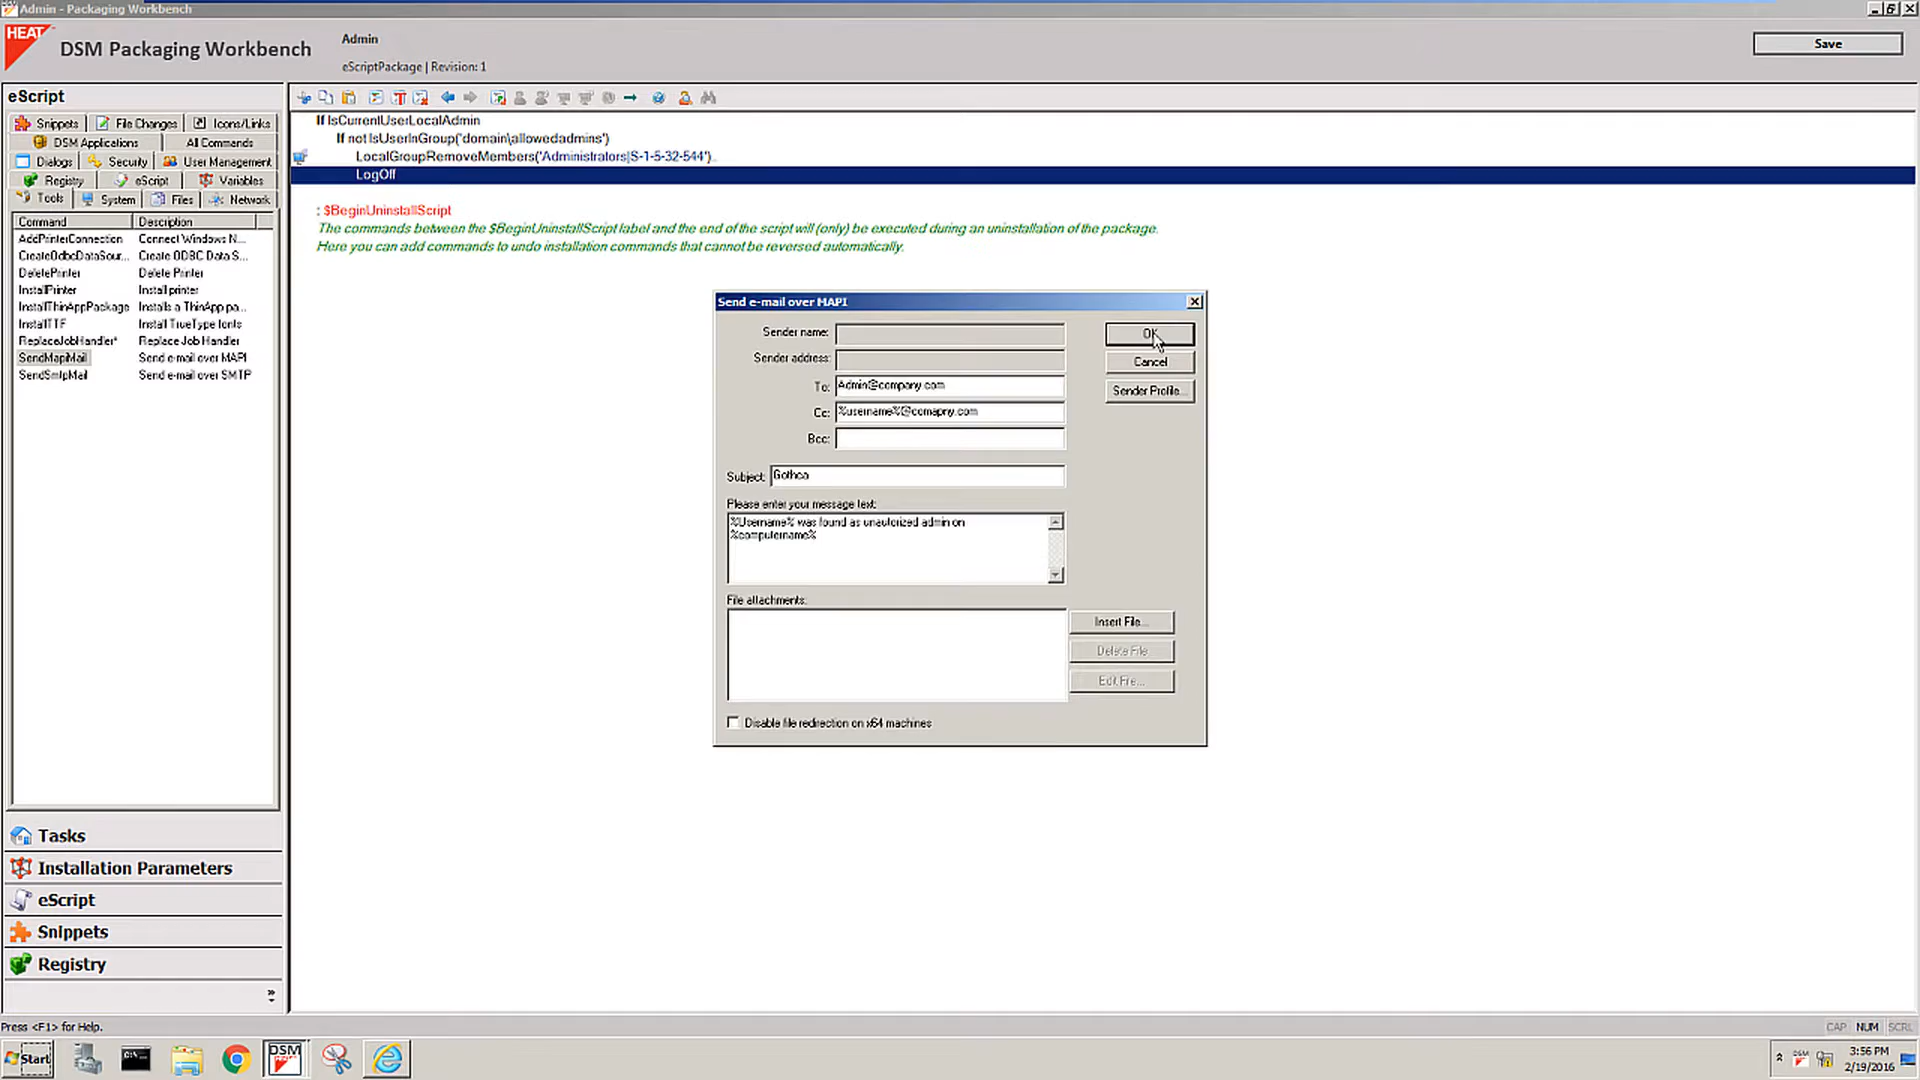 Admin - Packaging Workbench
HEAT
DSM Packaging Workbench
Admin
eScriptPackage | Revision: 1
Save
eScript
Snippets
File Changes
Icons/Links
DSM Applications
All Commands
Dialogs
Security
User Management
Registry
eScript
Variables
Tools
System
Files
Network
Command Description
AddPrinterConnection Connect Windows N...
CreateOdbcDataSour... Create ODBC Data S...
DeletePrinter Delete Printer
InstallPrinter Install printer
InstallThinAppPackage Installs a ThinApp pa...
InstallTTF Install TrueType fonts
ReplaceJobHandler* Replace Job Handler
SendMapiMail Send e-mail over MAPI
SendSmtpMail Send e-mail over SMTP
Tasks
Installation Parameters
eScript
Snippets
Registry
If IsCurrentUserLocalAdmin
If not IsUserInGroup('domain\allowedadmins')
LocalGroupRemoveMembers('Administrators|S-1-5-32-544')
LogOff
: $BeginUninstallScript
The commands between the $BeginUninstallScript label and the end of the script will (only) be executed during an uninstallation of the package.
Here you can add commands to undo installation commands that cannot be reversed automatically.
Send e-mail over MAPI
Sender name:
Sender address:
To: Admin@company.com
Cc: %username%@comapny.com
Bcc:
OK
Cancel
Sender Profile...
Subject: Gothca
Please enter your message text:
%Username% was found as unautorized admin on
%computername%
File attachments:
Insert File...
Delete File
Edit File...
Disable file redirection on x64 machines
Press <F1> for Help.
CAP NUM SCRL
Start
DSM
DSM
3:56 PM
2/19/2016